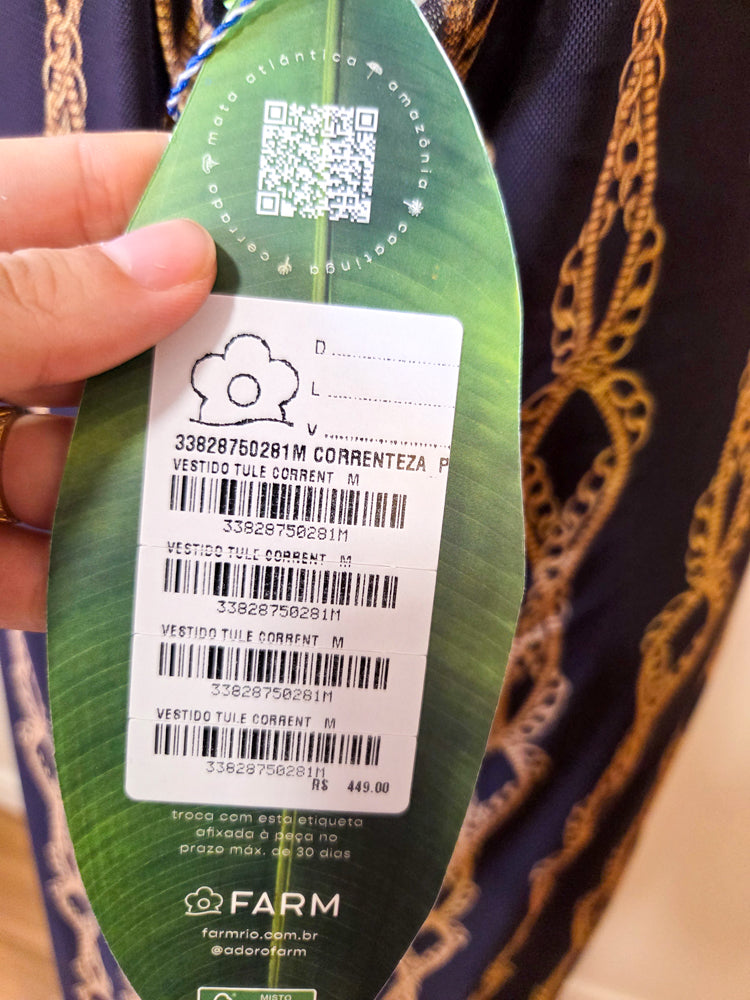 mata atlântica amazônia caatinga cerrado
D
L
V
33828750281M CORRENTEZA P
VESTIDO TULE CORRENT M
33828750281M
VESTIDO TULE CORRENT M
33828750281M
VESTIDO TULE CORRENT M
33828750281M
VESTIDO TULE CORRENT M
33828750281M
R$ 449.00
troca com esta etiqueta
afixada à peça no
prazo máx. de 30 dias
FARM
farmrio.com.br
@adorofarm
MISTO